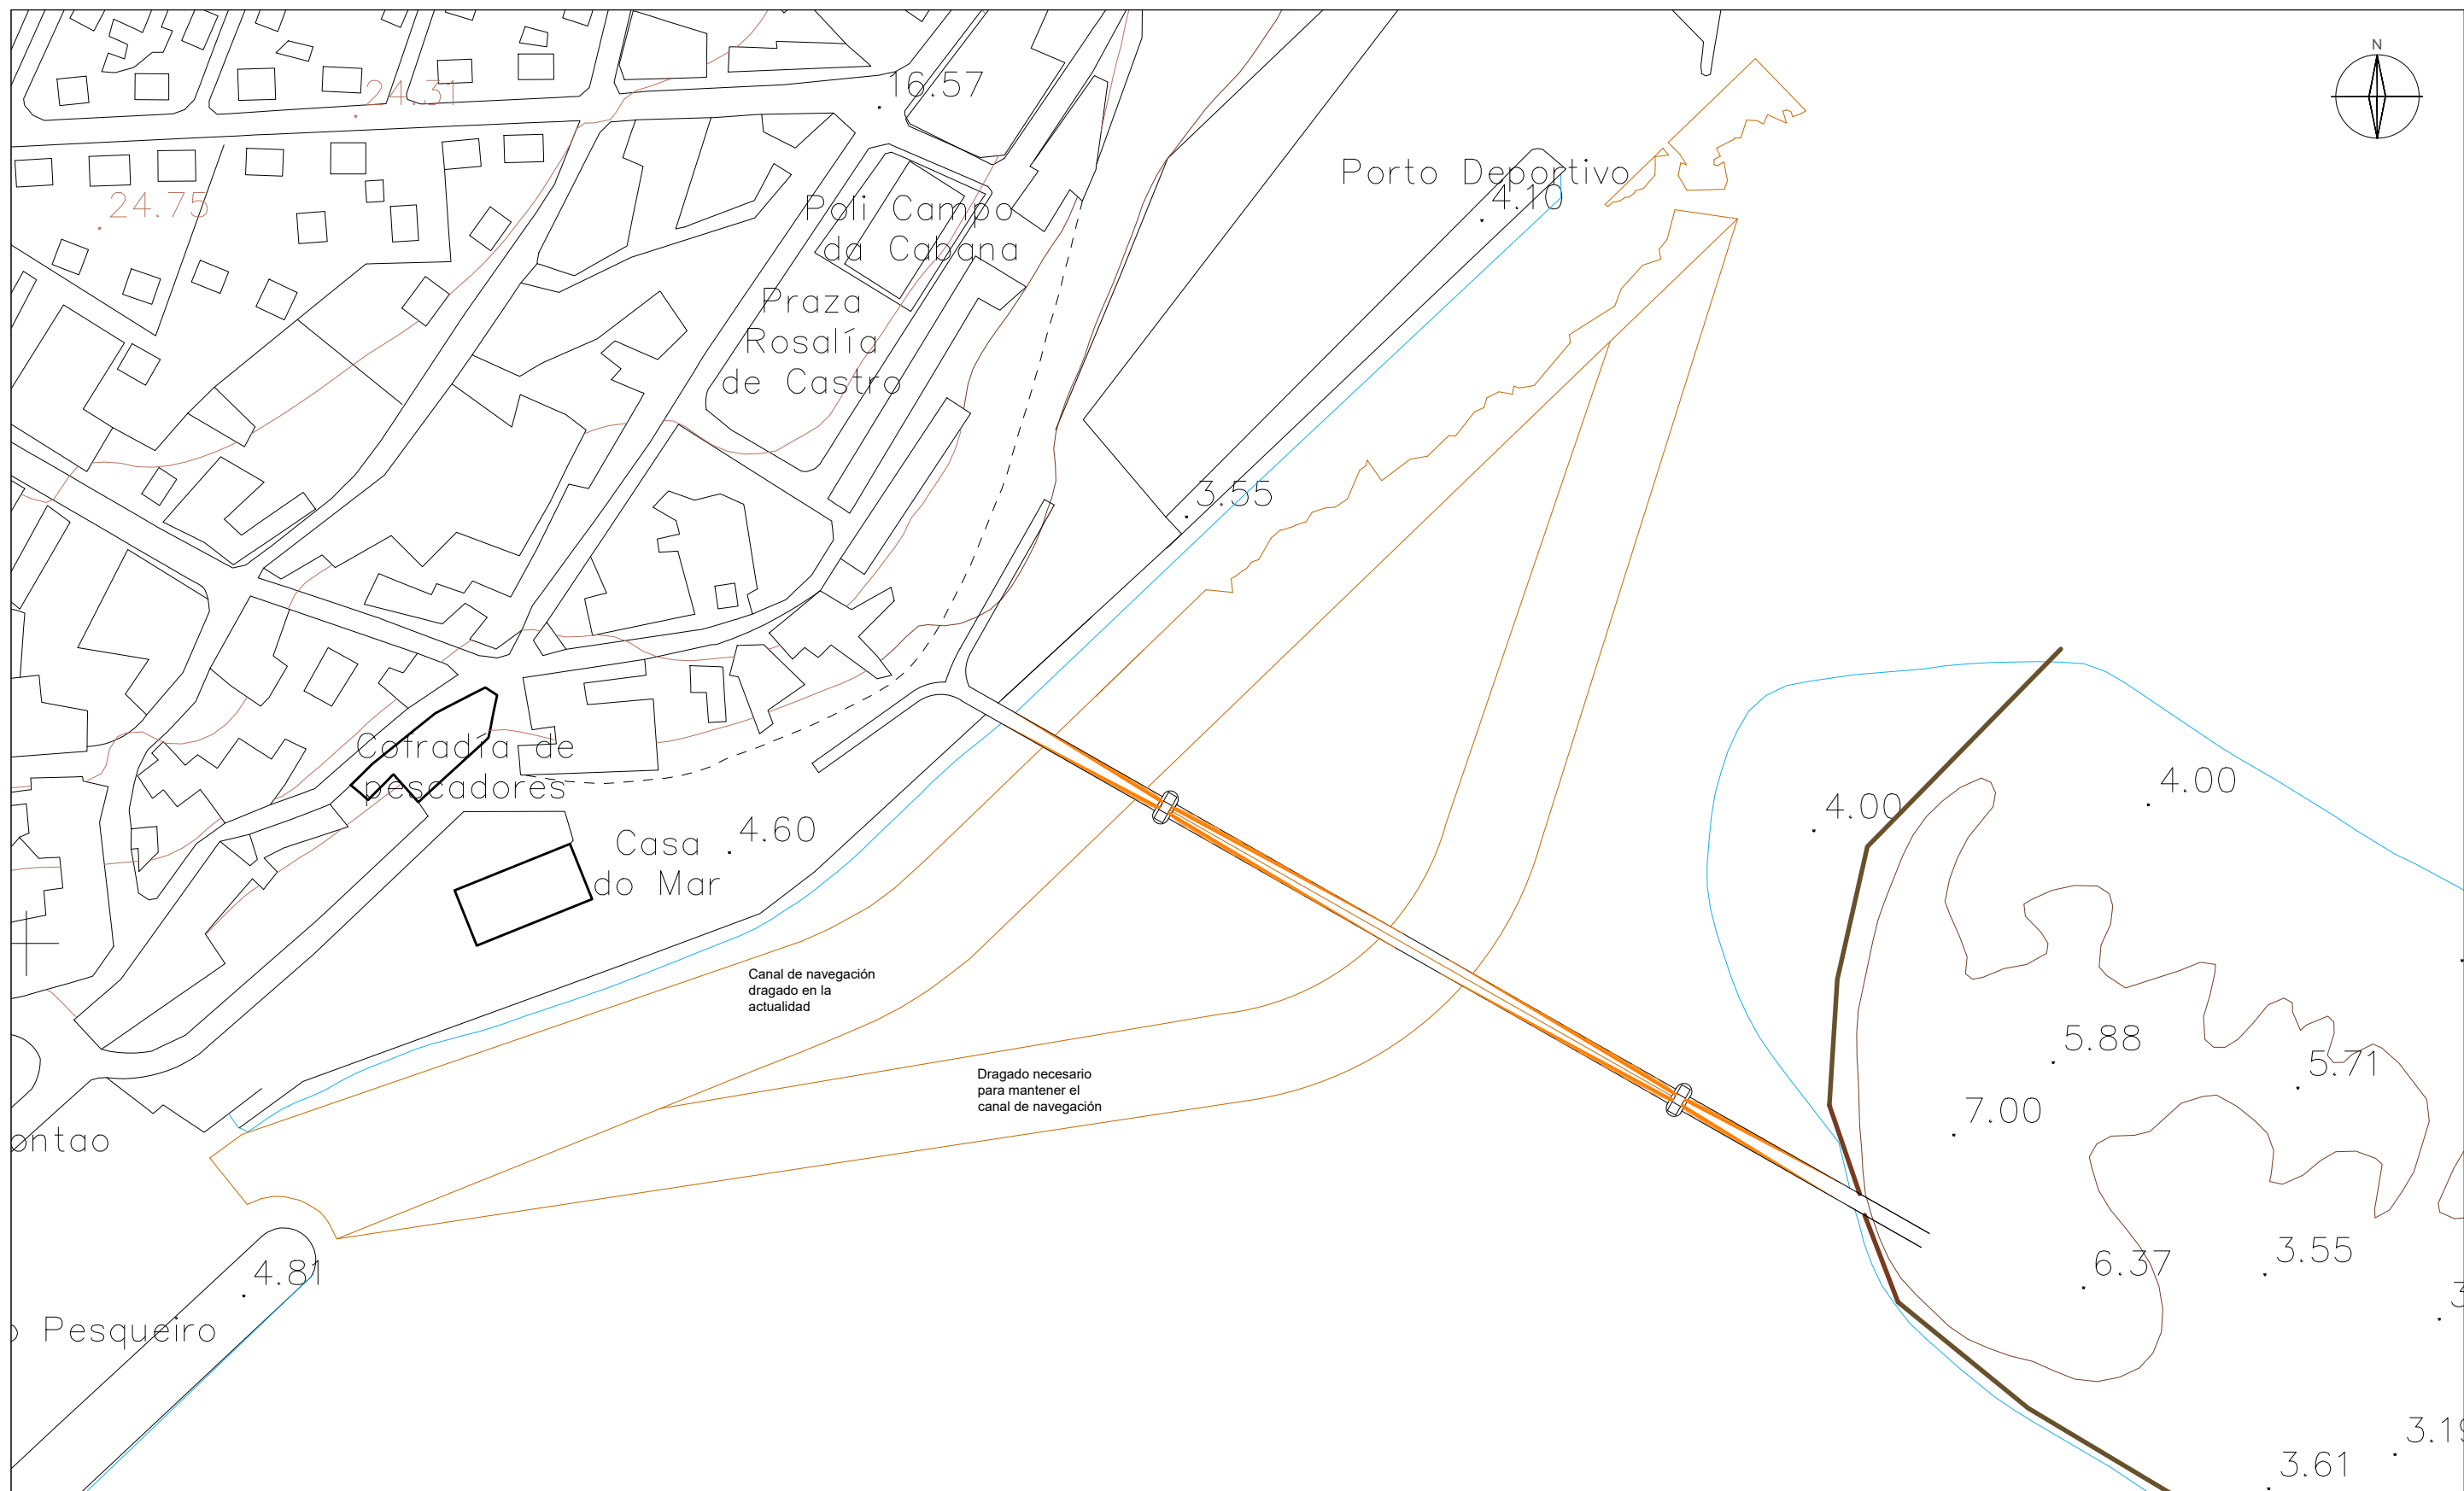 N
16.57
24.31
Porto Deportivo
4.10
24.75
Poli Campo
da Cabana
Praza
Rosalía
de Castro
3.55
Cofradía de
pescadores
4.00
4.00
Casa
do Mar
4.60
Canal de navegación
dragado en la
actualidad
5.88
5.71
Dragado necesario
para mantener el
canal de navegación
7.00
ontao
3.55
6.37
4.81
3
Pesqueiro
3.19
3.61